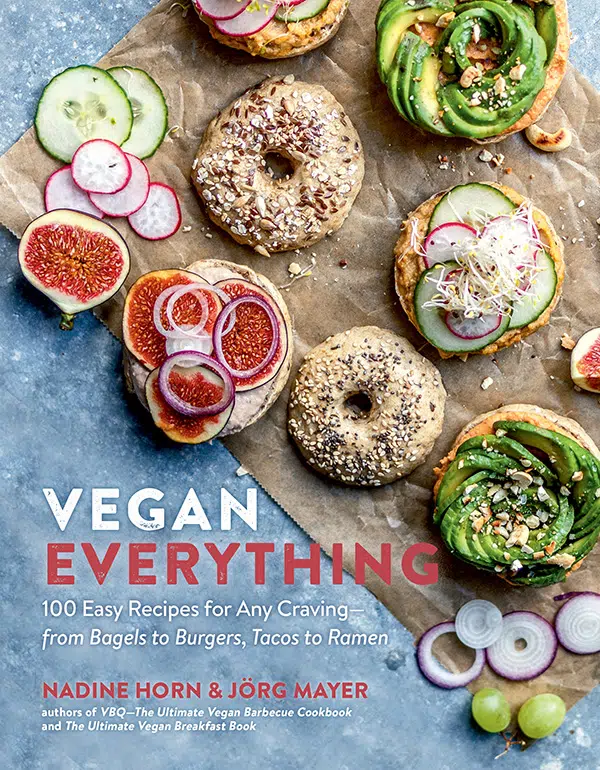 VEGAN
EVERYTHING
100 Easy Recipes for Any Craving—
from Bagels to Burgers, Tacos to Ramen
NADINE HORN & JÖRG MAYER
authors of VBQ—The Ultimate Vegan Barbecue Cookbook
and The Ultimate Vegan Breakfast Book